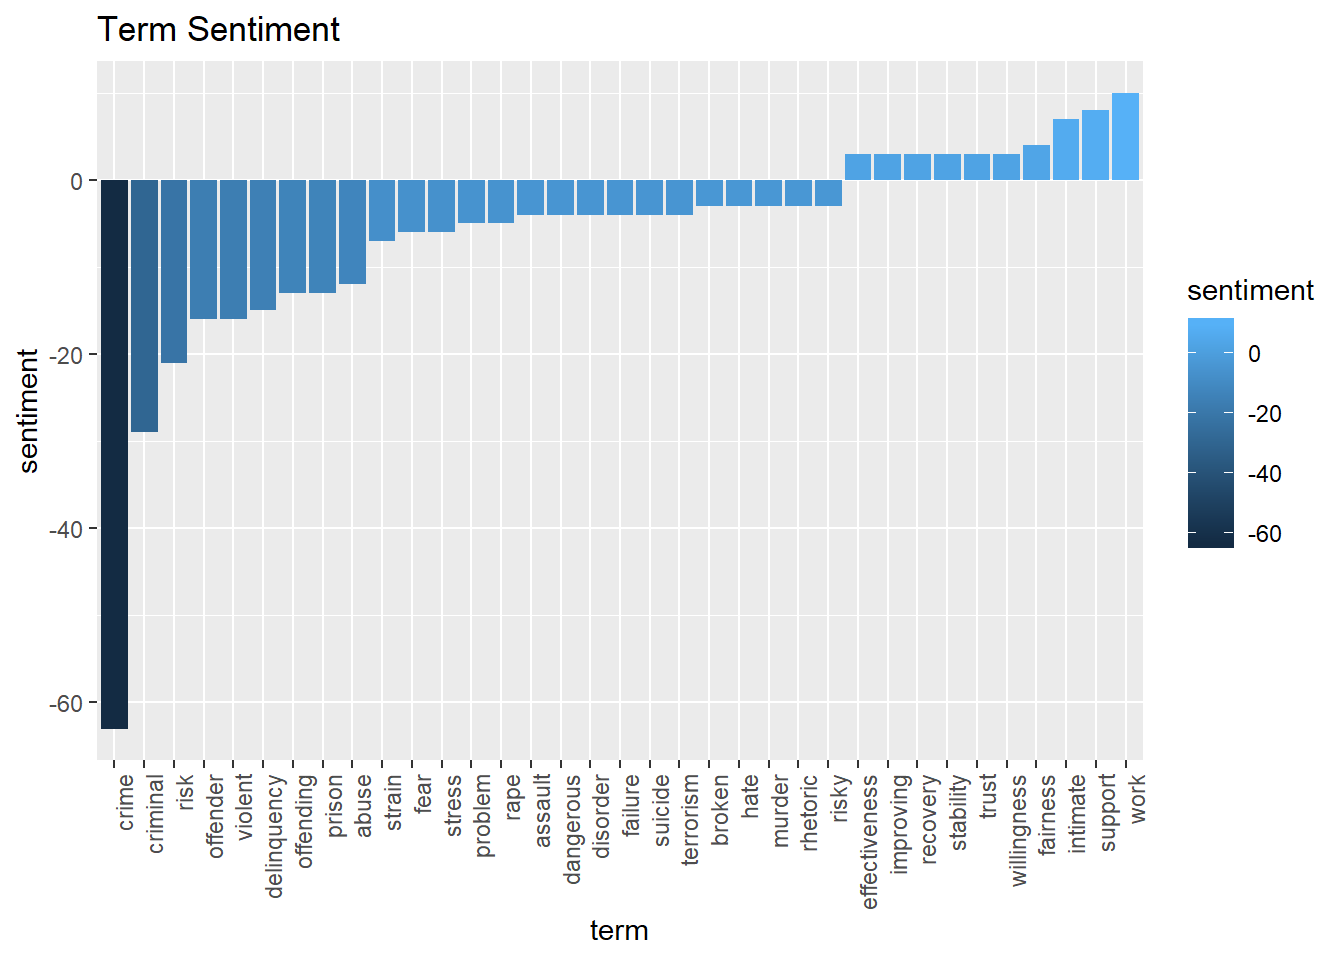 Term Sentiment
sentiment
0
-20
-40
-60
crime
criminal
risk
offender
violent
delinquency
offending
prison
abuse
strain
fear
stress
problem
rape
assault
dangerous
disorder
failure
suicide
terrorism
broken
hate
murder
rhetoric
risky
effectiveness
improving
recovery
stability
trust
willingness
fairness
intimate
support
work
term
sentiment
0
-20
-40
-60